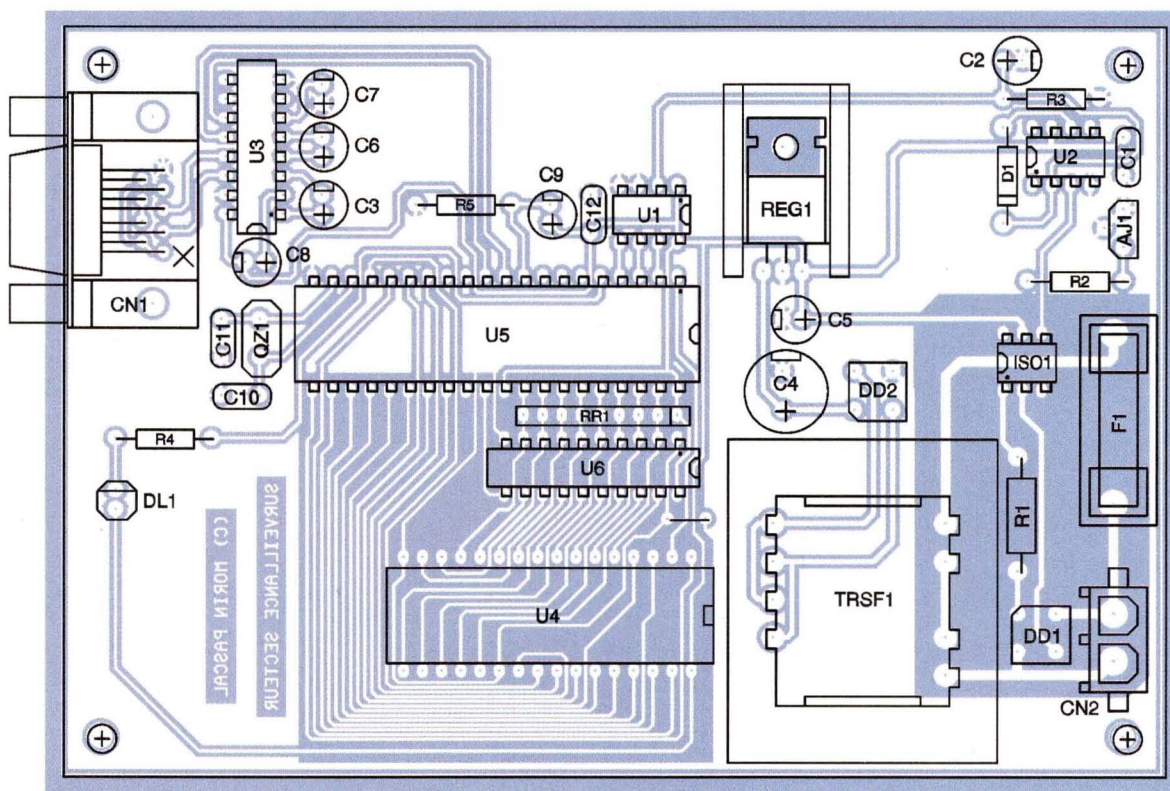 C2
C7
R3
U3
C6
U2
C1
D1
C9
C3
R5
C12
U1
REG1
AJ1
C8
R2
CN1
C11
QZ1
U5
C5
ISO1
C4
DD2
C10
F1
RR1
R4
U6
DL1
R1
SURVEILLANCE SECTEUR
(C) MORIN PASCAL
U4
TRSF1
DD1
CN2